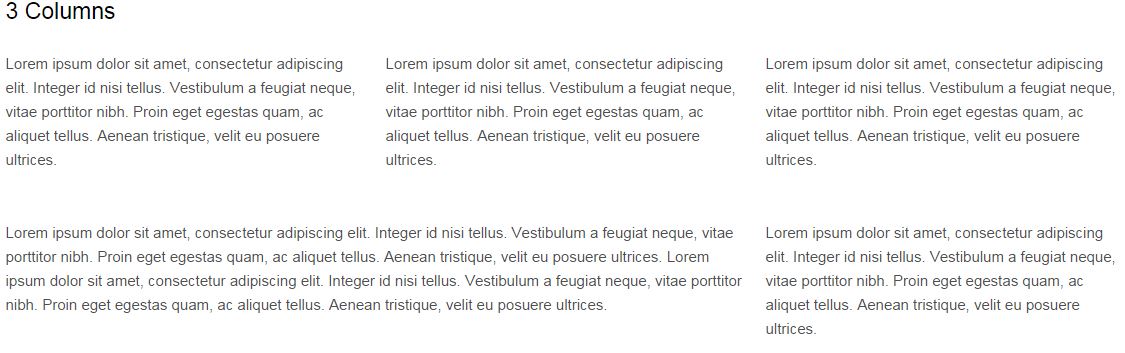 3 Columns
Lorem ipsum dolor sit amet, consectetur adipiscing
elit. Integer id nisi tellus. Vestibulum a feugiat neque,
vitae porttitor nibh. Proin eget egestas quam, ac
aliquet tellus. Aenean tristique, velit eu posuere
ultrices.
Lorem ipsum dolor sit amet, consectetur adipiscing
elit. Integer id nisi tellus. Vestibulum a feugiat neque,
vitae porttitor nibh. Proin eget egestas quam, ac
aliquet tellus. Aenean tristique, velit eu posuere
ultrices.
Lorem ipsum dolor sit amet, consectetur adipiscing
elit. Integer id nisi tellus. Vestibulum a feugiat neque,
vitae porttitor nibh. Proin eget egestas quam, ac
aliquet tellus. Aenean tristique, velit eu posuere
ultrices.
Lorem ipsum dolor sit amet, consectetur adipiscing elit. Integer id nisi tellus. Vestibulum a feugiat neque, vitae
porttitor nibh. Proin eget egestas quam, ac aliquet tellus. Aenean tristique, velit eu posuere ultrices. Lorem
ipsum dolor sit amet, consectetur adipiscing elit. Integer id nisi tellus. Vestibulum a feugiat neque, vitae porttitor
nibh. Proin eget egestas quam, ac aliquet tellus. Aenean tristique, velit eu posuere ultrices.
Lorem ipsum dolor sit amet, consectetur adipiscing
elit. Integer id nisi tellus. Vestibulum a feugiat neque,
vitae porttitor nibh. Proin eget egestas quam, ac
aliquet tellus. Aenean tristique, velit eu posuere
ultrices.